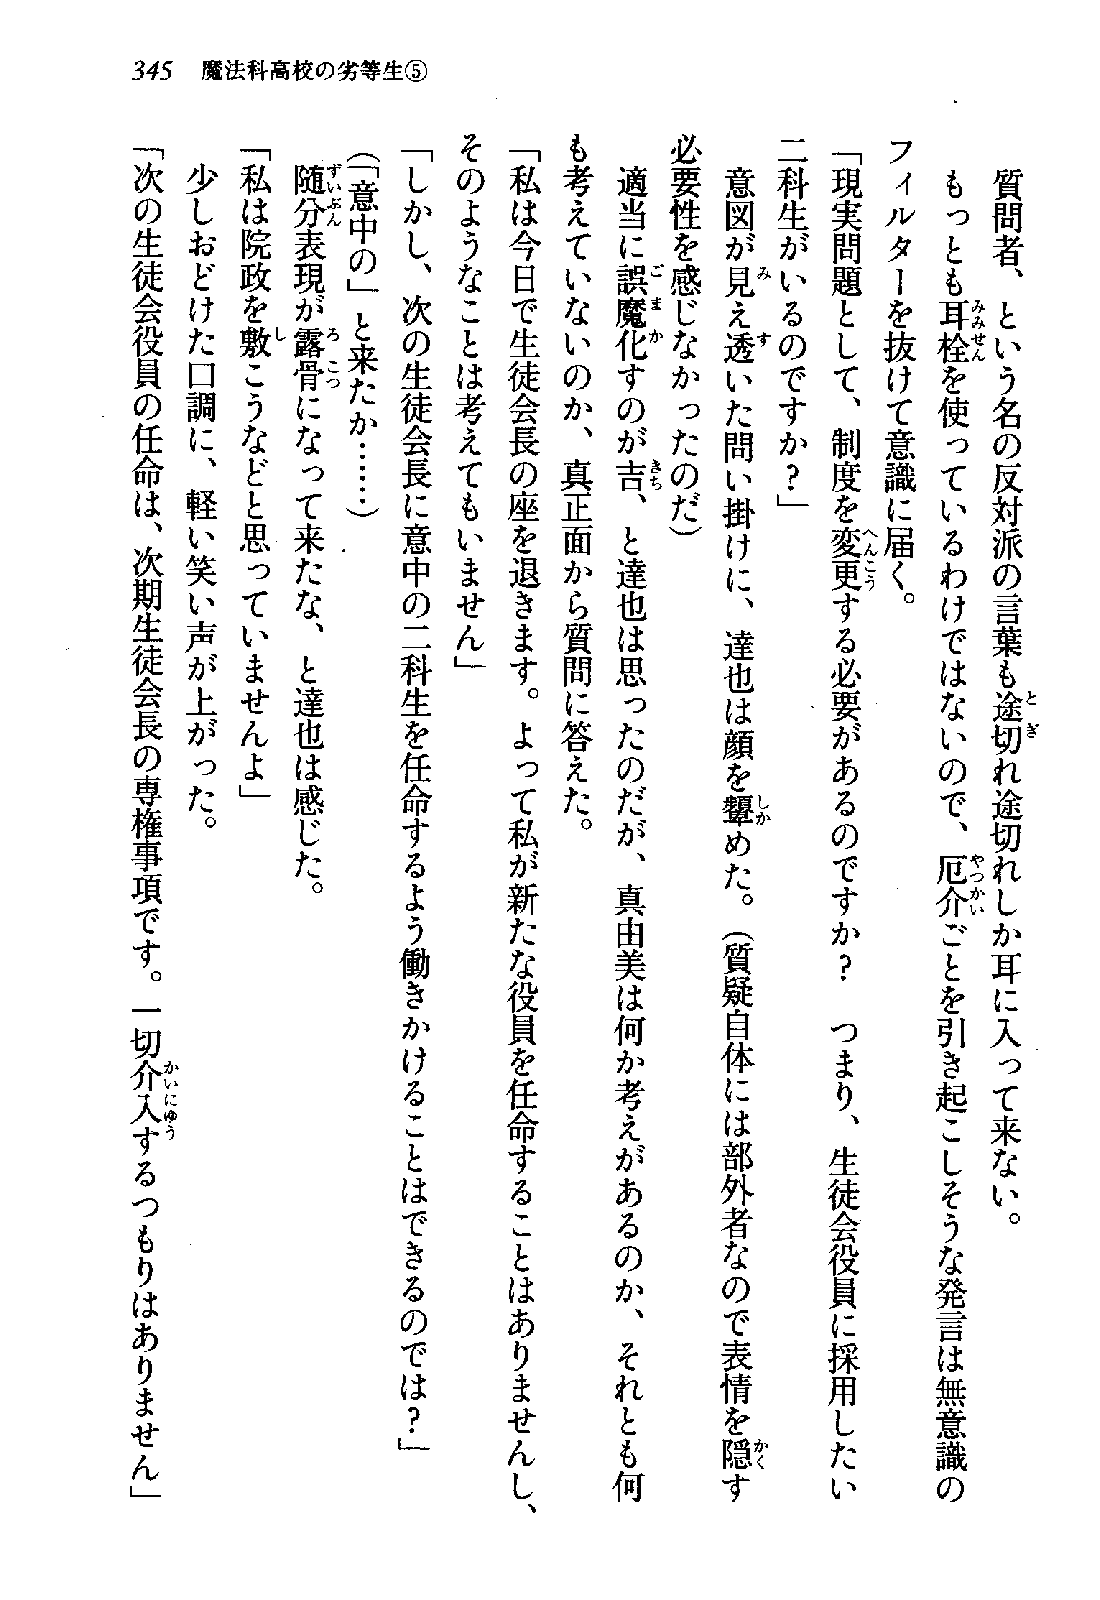 345 魔法科高校の劣等生⑤
質問者、という名の反対派の言葉も途切れ途切れしか耳に入って来ない。
もっとも耳栓を使っているわけではないので、厄介ごとを引き起こしそうな発言は無意識の
フィルターを抜けて意識に届く。
「現実問題として、制度を変更する必要があるのですか？　つまり、生徒会役員に採用したい
二科生がいるのですか？」
意図が見え透いた問い掛けに、達也は顔を顰めた。（質疑自体には部外者なので表情を隠す
必要性を感じなかったのだ）
適当に誤魔化すのが吉、と達也は思ったのだが、真由美は何か考えがあるのか、それとも何
も考えていないのか、真正面から質問に答えた。
「私は今日で生徒会長の座を退きます。よって私が新たな役員を任命することはありませんし、
そのようなことは考えてもいません」
「しかし、次の生徒会長に意中の二科生を任命するよう働きかけることはできるのでは？」
（「意中の」と来たか……）
随分表現が露骨になって来たな、と達也は感じた。
「私は院政を敷こうなどと思っていませんよ」
少しおどけた口調に、軽い笑い声が上がった。
「次の生徒会役員の任命は、次期生徒会長の専権事項です。一切介入するつもりはありません」